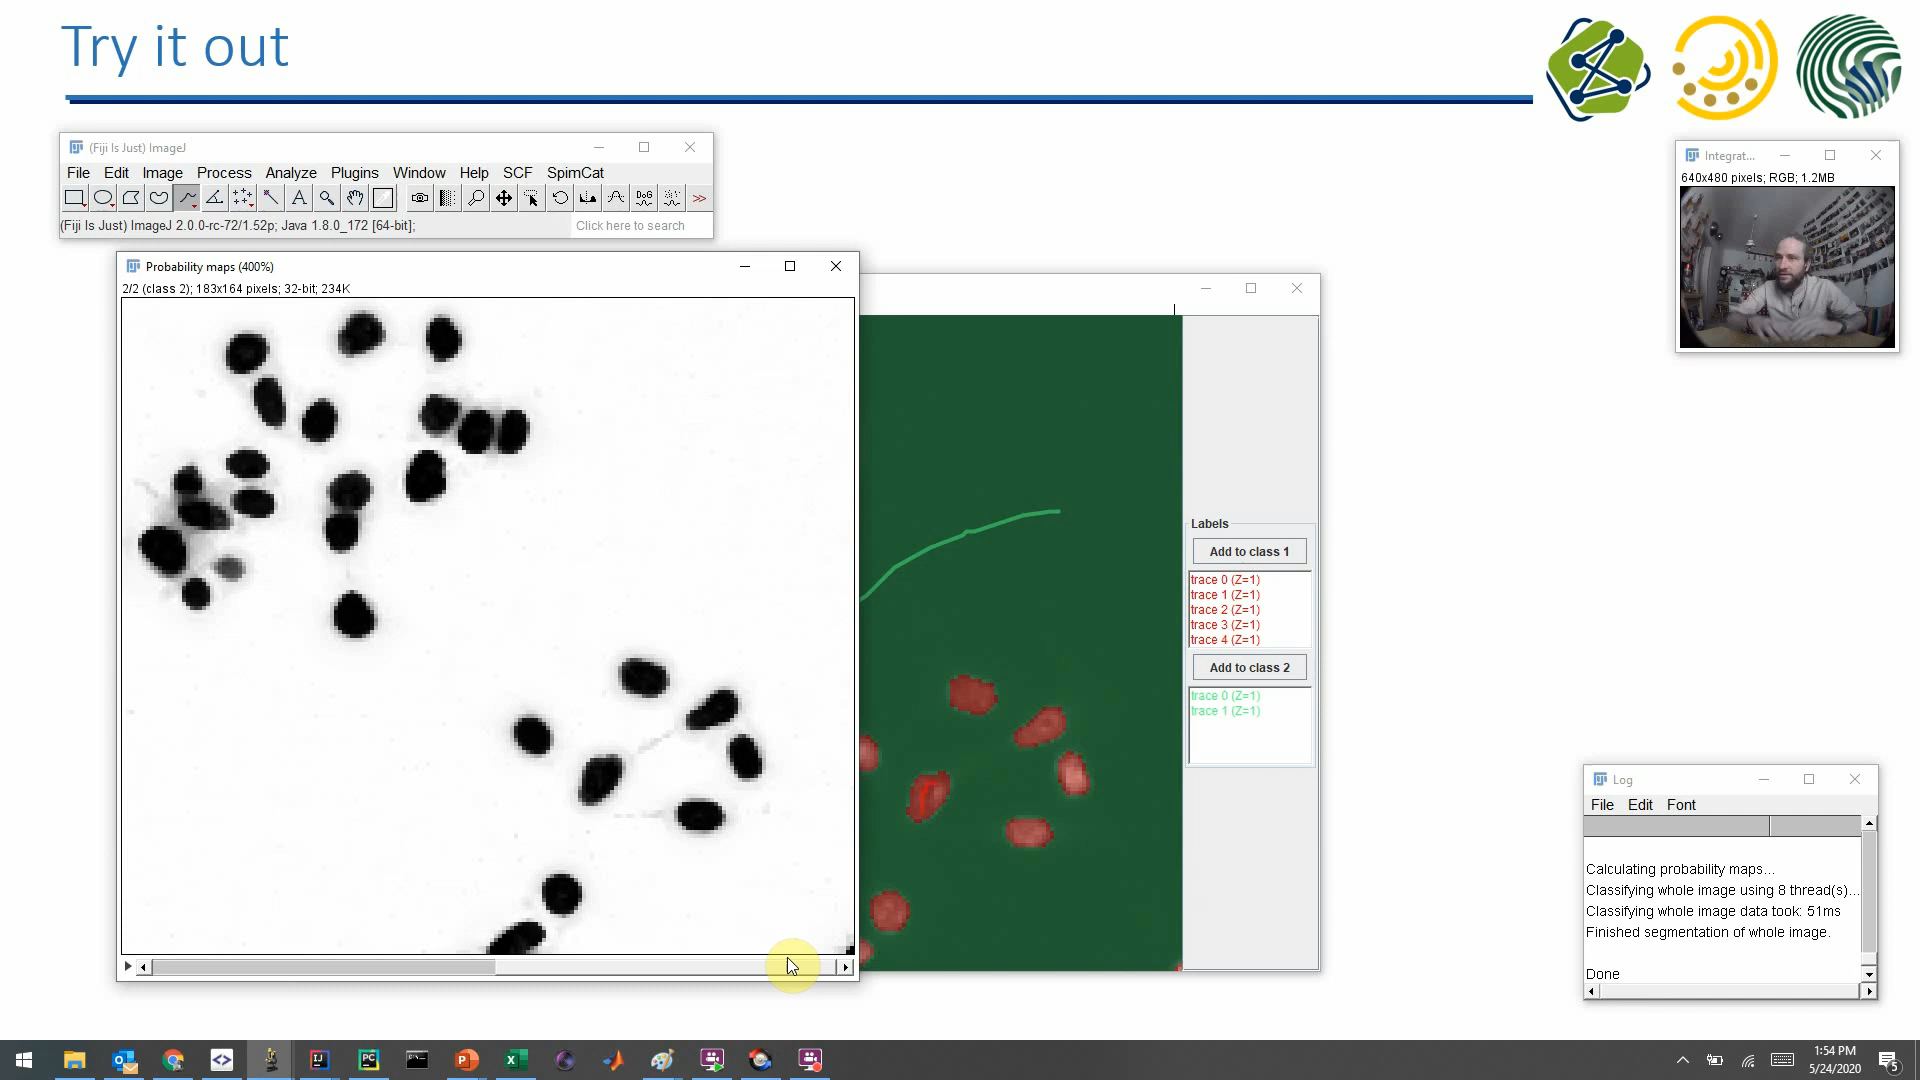 Try it out
(Fiji Is Just) ImageJ
File Edit Image Process Analyze Plugins Window Help SCF SpimCat
A DoG >>
(Fiji Is Just) ImageJ 2.0.0-rc-72/1.52p; Java 1.8.0_172 [64-bit];
Click here to search
Integrat...
640x480 pixels; RGB; 1.2MB
Probability maps (400%)
2/2 (class 2); 183x164 pixels; 32-bit; 234K
Labels
Add to class 1
trace 0 (Z=1)
trace 1 (Z=1)
trace 2 (Z=1)
trace 3 (Z=1)
trace 4 (Z=1)
Add to class 2
trace 0 (Z=1)
trace 1 (Z=1)
Log
File Edit Font
Calculating probability maps...
Classifying whole image using 8 thread(s)...
Classifying whole image data took: 51ms
Finished segmentation of whole image.
Done
1:54 PM
5/24/2020
5